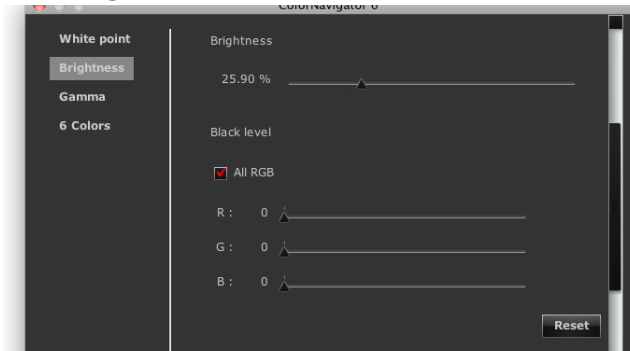 ColorNavigator 6
White point
Brightness
Gamma
6 Colors
Brightness
25.90 %
Black level
All RGB
R : 0
G : 0
B : 0
Reset